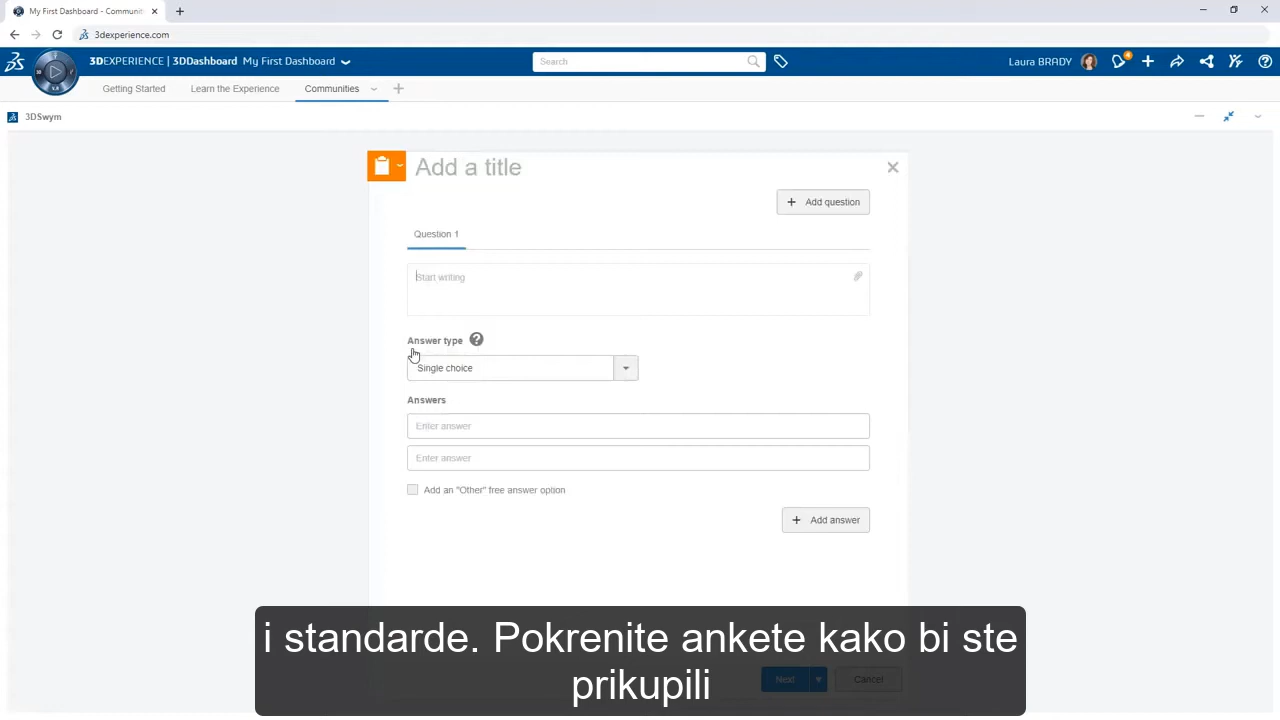 My First Dashboard - Communit
3dexperience.com
3DEXPERIENCE | 3DDashboard My First Dashboard
Search
Laura BRADY
4
Getting Started
Learn the Experience
Communities
3DSwym
Add a title
Add question
Question 1
Start writing
Answer type
Single choice
Answers
Enter answer
Enter answer
Add an "Other" free answer option
Add answer
i standarde. Pokrenite ankete kako bi ste
prikupili
Next
Cancel